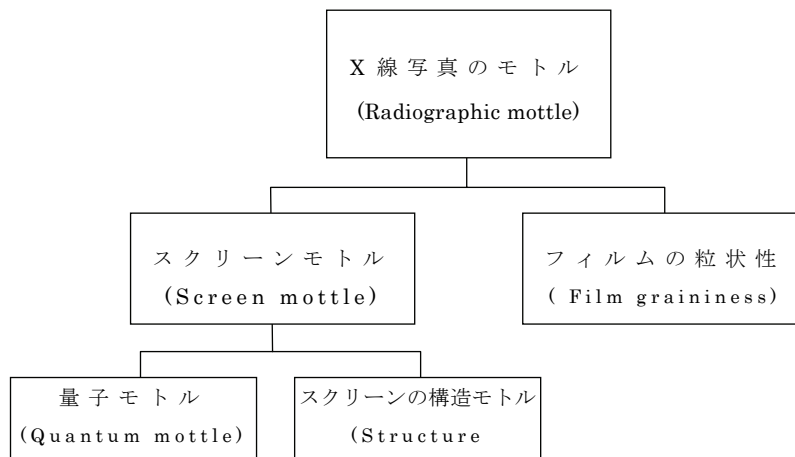 X 線写真のモトル
(Radiographic mottle)
スクリーンモトル
(Screen mottle)
フィルムの粒状性
( Film graininess)
量子モトル
(Quantum mottle)
スクリーンの構造モトル
(Structure